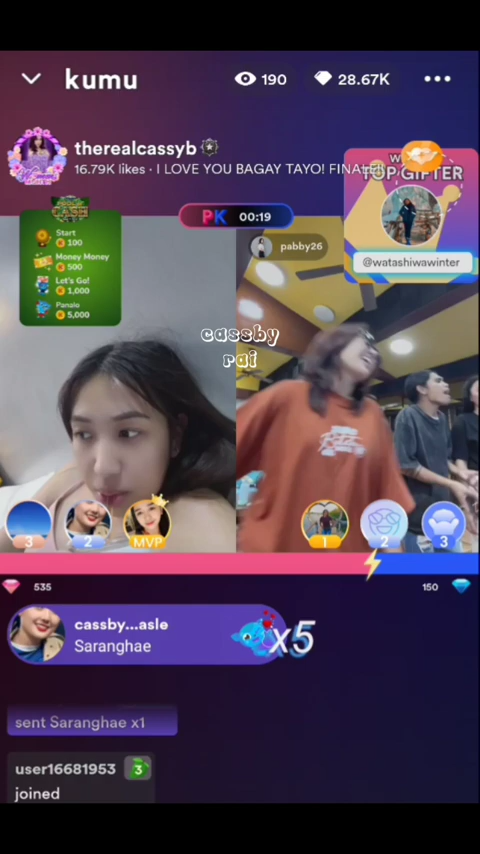 kumu
190
28.67K
therealcassyb
16.79K likes · I LOVE YOU BAGAY TAYO! FINALE!!
TOP GIFTER
@watashiwawinter
PK 00:19
pabby26
Start
100
Money Money
500
Let's Go!
1,000
Panalo
5,000
cassby
rai
3
2
MVP
1
2
3
535
150
cassby...asle
Saranghae
x5
sent Saranghae x1
user16681953 3
joined